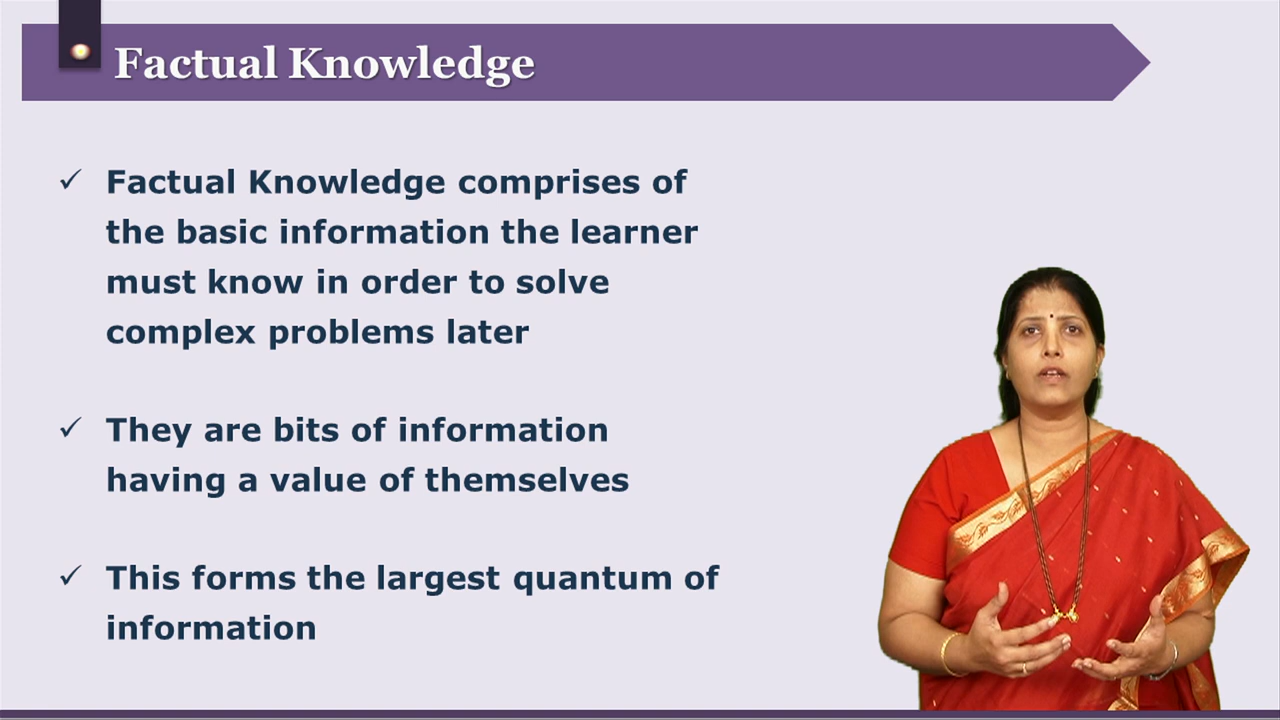 Factual Knowledge
✓ Factual Knowledge comprises of
the basic information the learner
must know in order to solve
complex problems later
✓ They are bits of information
having a value of themselves
✓ This forms the largest quantum of
information